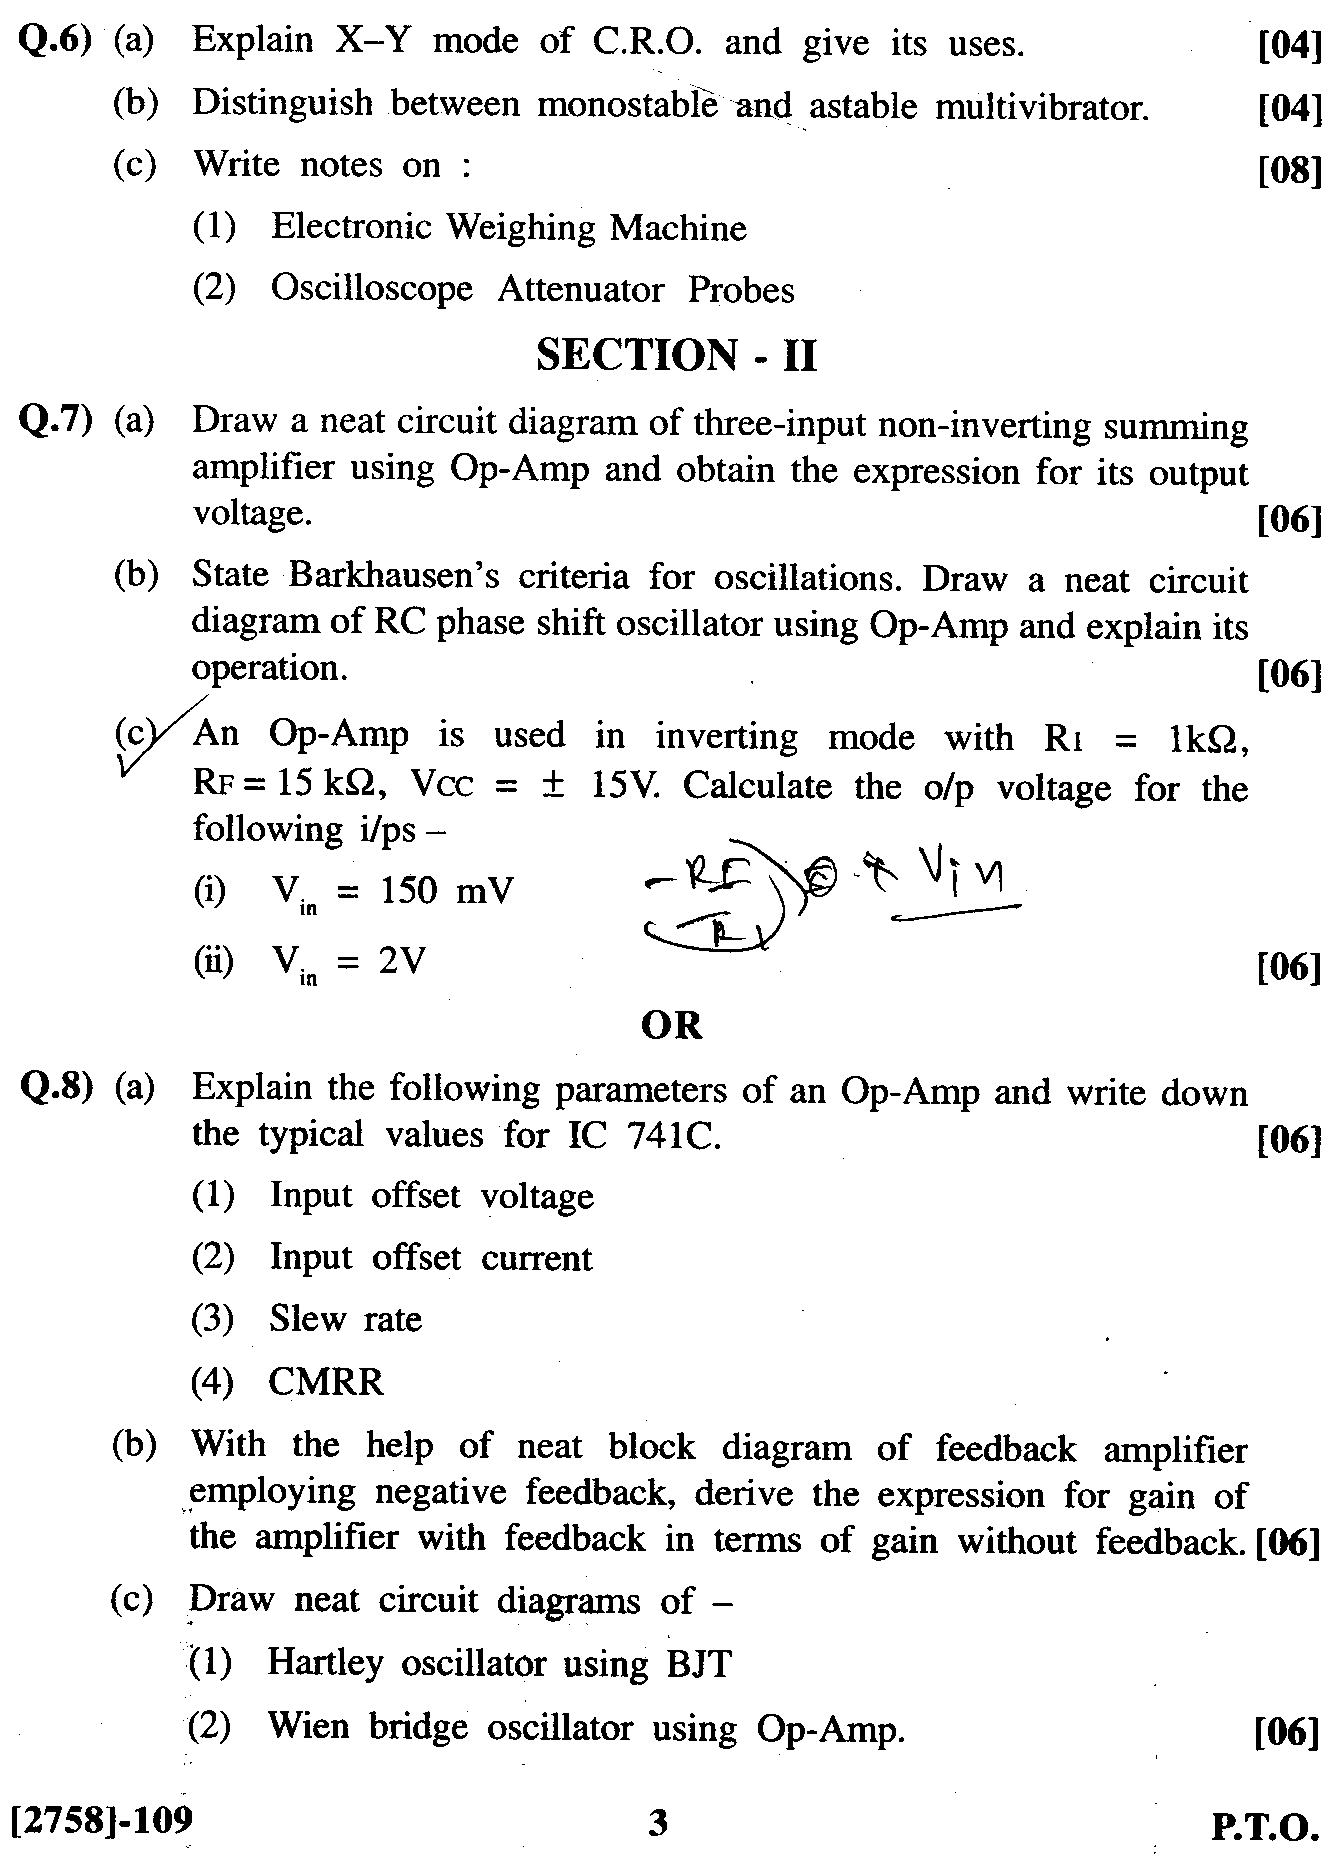 Q.6) (a) Explain X–Y mode of C.R.O. and give its uses. [04]
(b) Distinguish between monostable and astable multivibrator. [04]
(c) Write notes on : [08]
(1) Electronic Weighing Machine
(2) Oscilloscope Attenuator Probes
SECTION - II
Q.7) (a) Draw a neat circuit diagram of three-input non-inverting summing
amplifier using Op-Amp and obtain the expression for its output
voltage. [06]
(b) State Barkhausen's criteria for oscillations. Draw a neat circuit
diagram of RC phase shift oscillator using Op-Amp and explain its
operation. [06]
(c) An Op-Amp is used in inverting mode with R1 = 1kΩ,
RF = 15 kΩ, VCC = ± 15V. Calculate the o/p voltage for the
following i/ps –
(i) Vin = 150 mV
(ii) Vin = 2V [06]
-RF Vin
R1
OR
Q.8) (a) Explain the following parameters of an Op-Amp and write down
the typical values for IC 741C. [06]
(1) Input offset voltage
(2) Input offset current
(3) Slew rate
(4) CMRR
(b) With the help of neat block diagram of feedback amplifier
employing negative feedback, derive the expression for gain of
the amplifier with feedback in terms of gain without feedback. [06]
(c) Draw neat circuit diagrams of –
(1) Hartley oscillator using BJT
(2) Wien bridge oscillator using Op-Amp. [06]
[2758]-109 3 P.T.O.